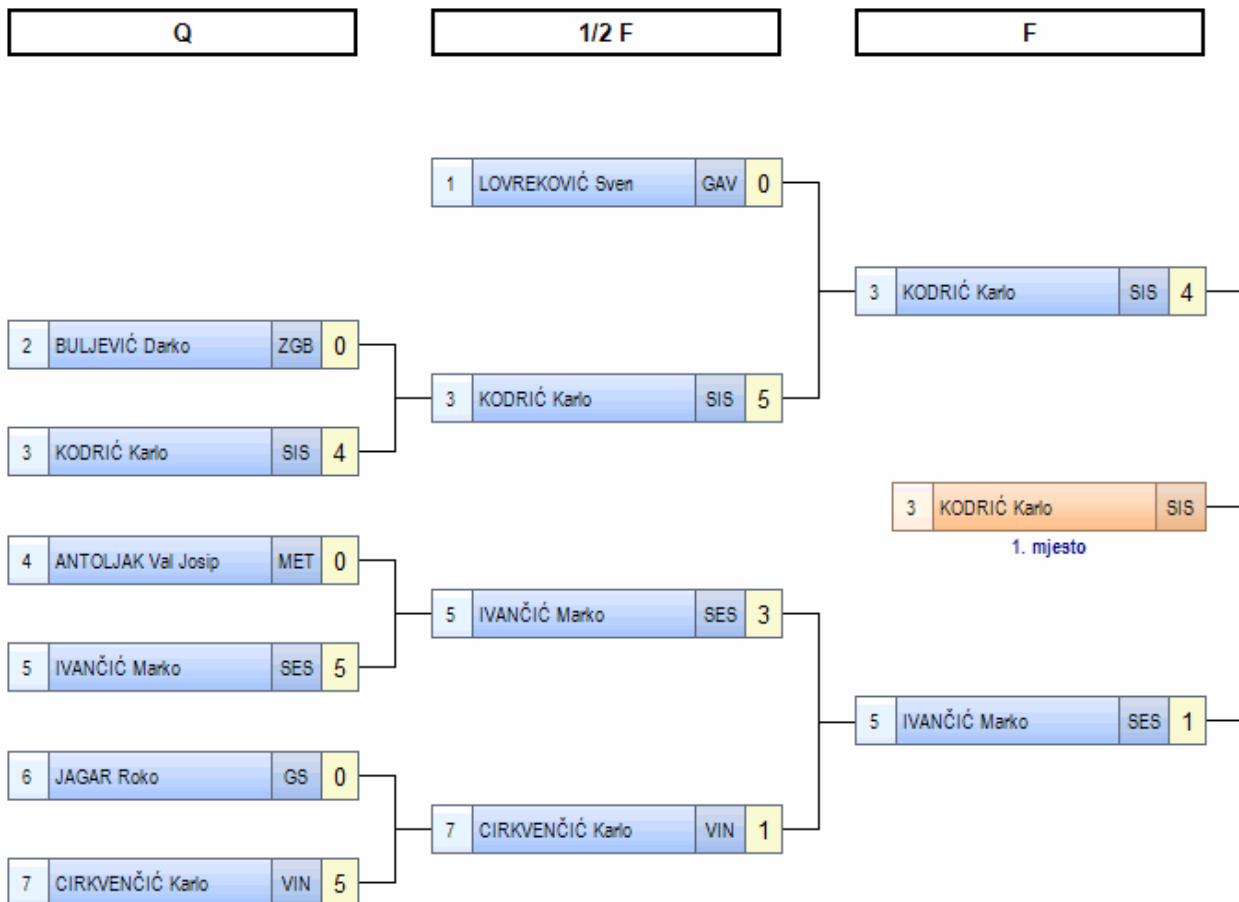 Q
1/2 F
F
1 LOVREKOVIĆ Sven GAV 0
3 KODRIĆ Karlo SIS 4
2 BULJEVIĆ Darko ZGB 0
3 KODRIĆ Karlo SIS 5
3 KODRIĆ Karlo SIS 4
3 KODRIĆ Karlo SIS
1. mjesto
4 ANTOLJAK Val Josip MET 0
5 IVANČIĆ Marko SES 3
5 IVANČIĆ Marko SES 5
5 IVANČIĆ Marko SES 1
6 JAGAR Roko GS 0
7 CIRKVENČIĆ Karlo VIN 1
7 CIRKVENČIĆ Karlo VIN 5